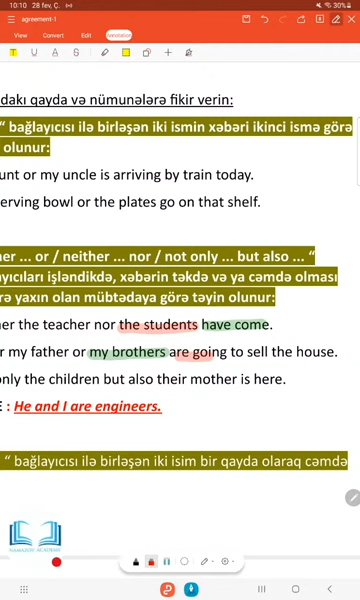 10:10 28 fev, Ç.
30%
agreement-1
View
Convert
Edit
Annotation
dakı qayda və nümunələrə fikir verin:
“ bağlayıcısı ilə birləşən iki ismin xəbəri ikinci ismə görə
olunur:
unt or my uncle is arriving by train today.
erving bowl or the plates go on that shelf.
her ... or / neither ... nor / not only ... but also ... “
ayıcıları işləndikdə, xəbərin təkdə və ya cəmdə olması
rə yaxın olan mübtədaya görə təyin olunur:
her the teacher nor the students have come.
r my father or my brothers are going to sell the house.
only the children but also their mother is here.
E : He and I are engineers.
“ bağlayıcısı ilə birləşən iki isim bir qayda olaraq cəmdə
NAMAZOV ACADEMY